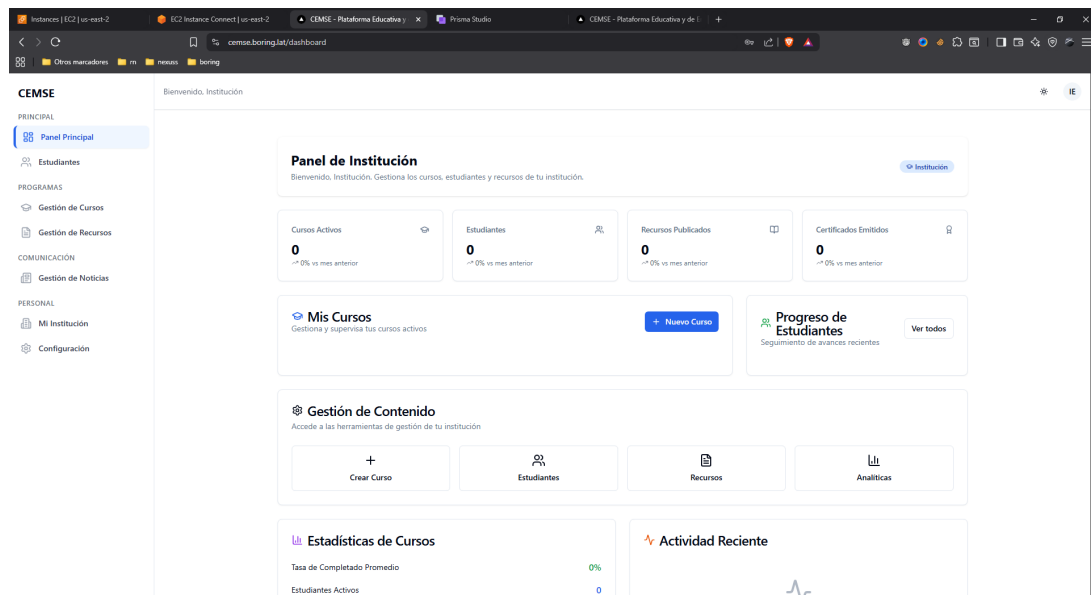 Instances | EC2 | us-east-2
EC2 Instance Connect | us-east-2
CEMSE - Plataforma Educativa y
Prisma Studio
CEMSE - Plataforma Educativa y de E
cemse.boring.lat/dashboard
Otros marcadores
rn
nexuss
boring
CEMSE
Bienvenido, Institución
IE
PRINCIPAL
Panel Principal
Estudiantes
PROGRAMAS
Gestión de Cursos
Gestión de Recursos
COMUNICACIÓN
Gestión de Noticias
PERSONAL
Mi Institución
Configuración
Panel de Institución
Bienvenido, Institución. Gestiona los cursos, estudiantes y recursos de tu institución.
Institución
Cursos Activos
0
0% vs mes anterior
Estudiantes
0
0% vs mes anterior
Recursos Publicados
0
0% vs mes anterior
Certificados Emitidos
0
0% vs mes anterior
Mis Cursos
Gestiona y supervisa tus cursos activos
+ Nuevo Curso
Progreso de
Estudiantes
Seguimiento de avances recientes
Ver todos
Gestión de Contenido
Accede a las herramientas de gestión de tu institución
Crear Curso
Estudiantes
Recursos
Analíticas
Estadísticas de Cursos
Tasa de Completado Promedio
0%
Estudiantes Activos
0
Actividad Reciente